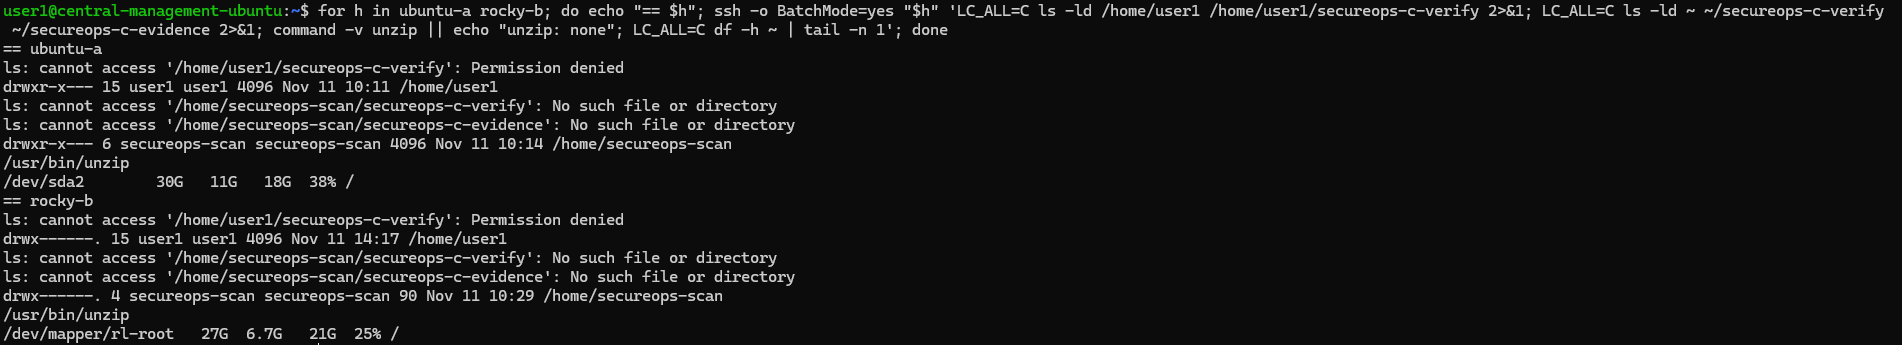 user1@central-management-ubuntu:~$ for h in ubuntu-a rocky-b; do echo "== $h"; ssh -o BatchMode=yes "$h" 'LC_ALL=C ls -ld /home/user1 /home/user1/secureops-c-verify 2>&1; LC_ALL=C ls -ld ~ ~/secureops-c-verify
 ~/secureops-c-evidence 2>&1; command -v unzip || echo "unzip: none"; LC_ALL=C df -h ~ | tail -n 1'; done
== ubuntu-a
ls: cannot access '/home/user1/secureops-c-verify': Permission denied
drwxr-x--- 15 user1 user1 4096 Nov 11 10:11 /home/user1
ls: cannot access '/home/secureops-scan/secureops-c-verify': No such file or directory
ls: cannot access '/home/secureops-scan/secureops-c-evidence': No such file or directory
drwxr-x--- 6 secureops-scan secureops-scan 4096 Nov 11 10:14 /home/secureops-scan
/usr/bin/unzip
/dev/sda2        30G   11G   18G  38% /
== rocky-b
ls: cannot access '/home/user1/secureops-c-verify': Permission denied
drwx------. 15 user1 user1 4096 Nov 11 14:17 /home/user1
ls: cannot access '/home/secureops-scan/secureops-c-verify': No such file or directory
ls: cannot access '/home/secureops-scan/secureops-c-evidence': No such file or directory
drwx------. 4 secureops-scan secureops-scan 90 Nov 11 10:29 /home/secureops-scan
/usr/bin/unzip
/dev/mapper/rl-root   27G  6.7G   21G  25% /